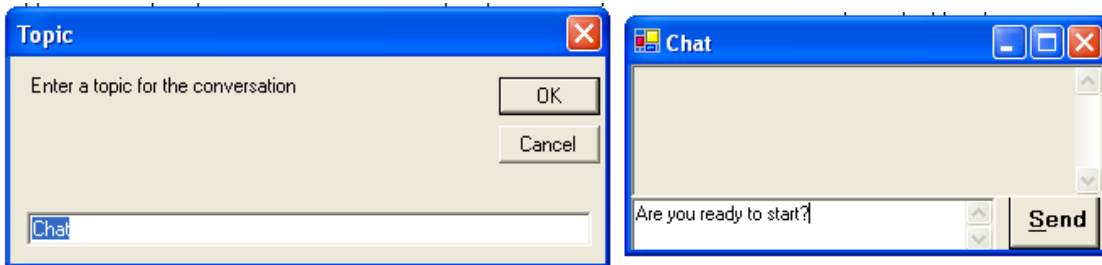 Topic
Enter a topic for the conversation
OK
Cancel
Chat
Chat
Are you ready to start?
Send